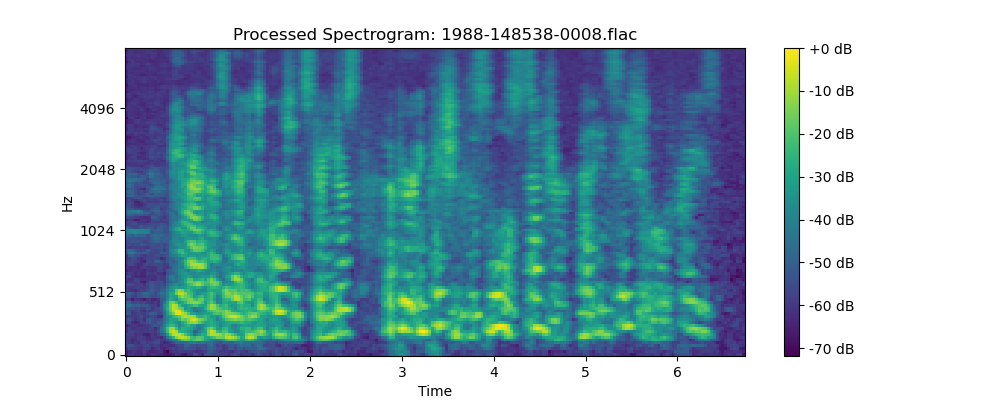 Processed Spectrogram: 1988-148538-0008.flac
+0 dB
-10 dB
-20 dB
-30 dB
-40 dB
-50 dB
-60 dB
-70 dB
4096
2048
1024
512
0
Hz
0 1 2 3 4 5 6
Time